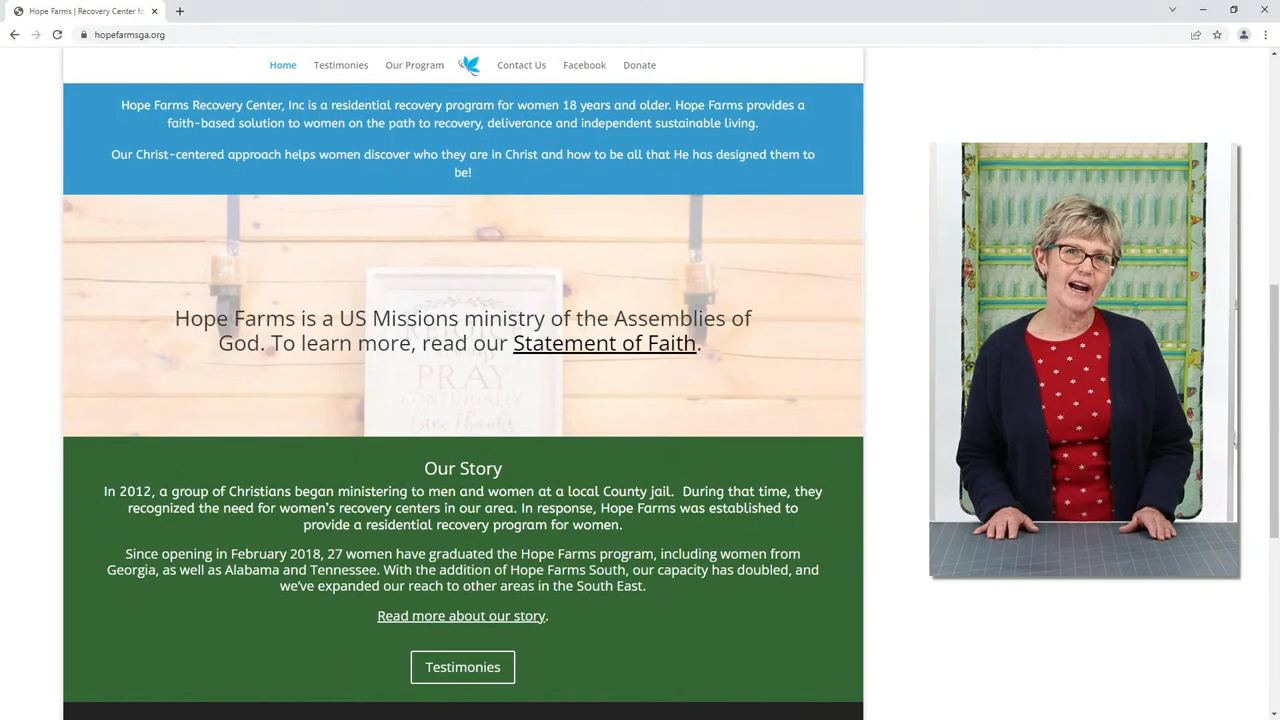 Hope Farms | Recovery Center fo
hopefarmsga.org
Home Testimonies Our Program Contact Us Facebook Donate
Hope Farms Recovery Center, Inc is a residential recovery program for women 18 years and older. Hope Farms provides a
faith-based solution to women on the path to recovery, deliverance and independent sustainable living.
Our Christ-centered approach helps women discover who they are in Christ and how to be all that He has designed them to
be!
Hope Farms is a US Missions ministry of the Assemblies of
God. To learn more, read our Statement of Faith.
PRAY
CONTINUALLY
Give Thanks
Our Story
In 2012, a group of Christians began ministering to men and women at a local County jail. During that time, they
recognized the need for women's recovery centers in our area. In response, Hope Farms was established to
provide a residential recovery program for women.
Since opening in February 2018, 27 women have graduated the Hope Farms program, including women from
Georgia, as well as Alabama and Tennessee. With the addition of Hope Farms South, our capacity has doubled, and
we've expanded our reach to other areas in the South East.
Read more about our story.
Testimonies